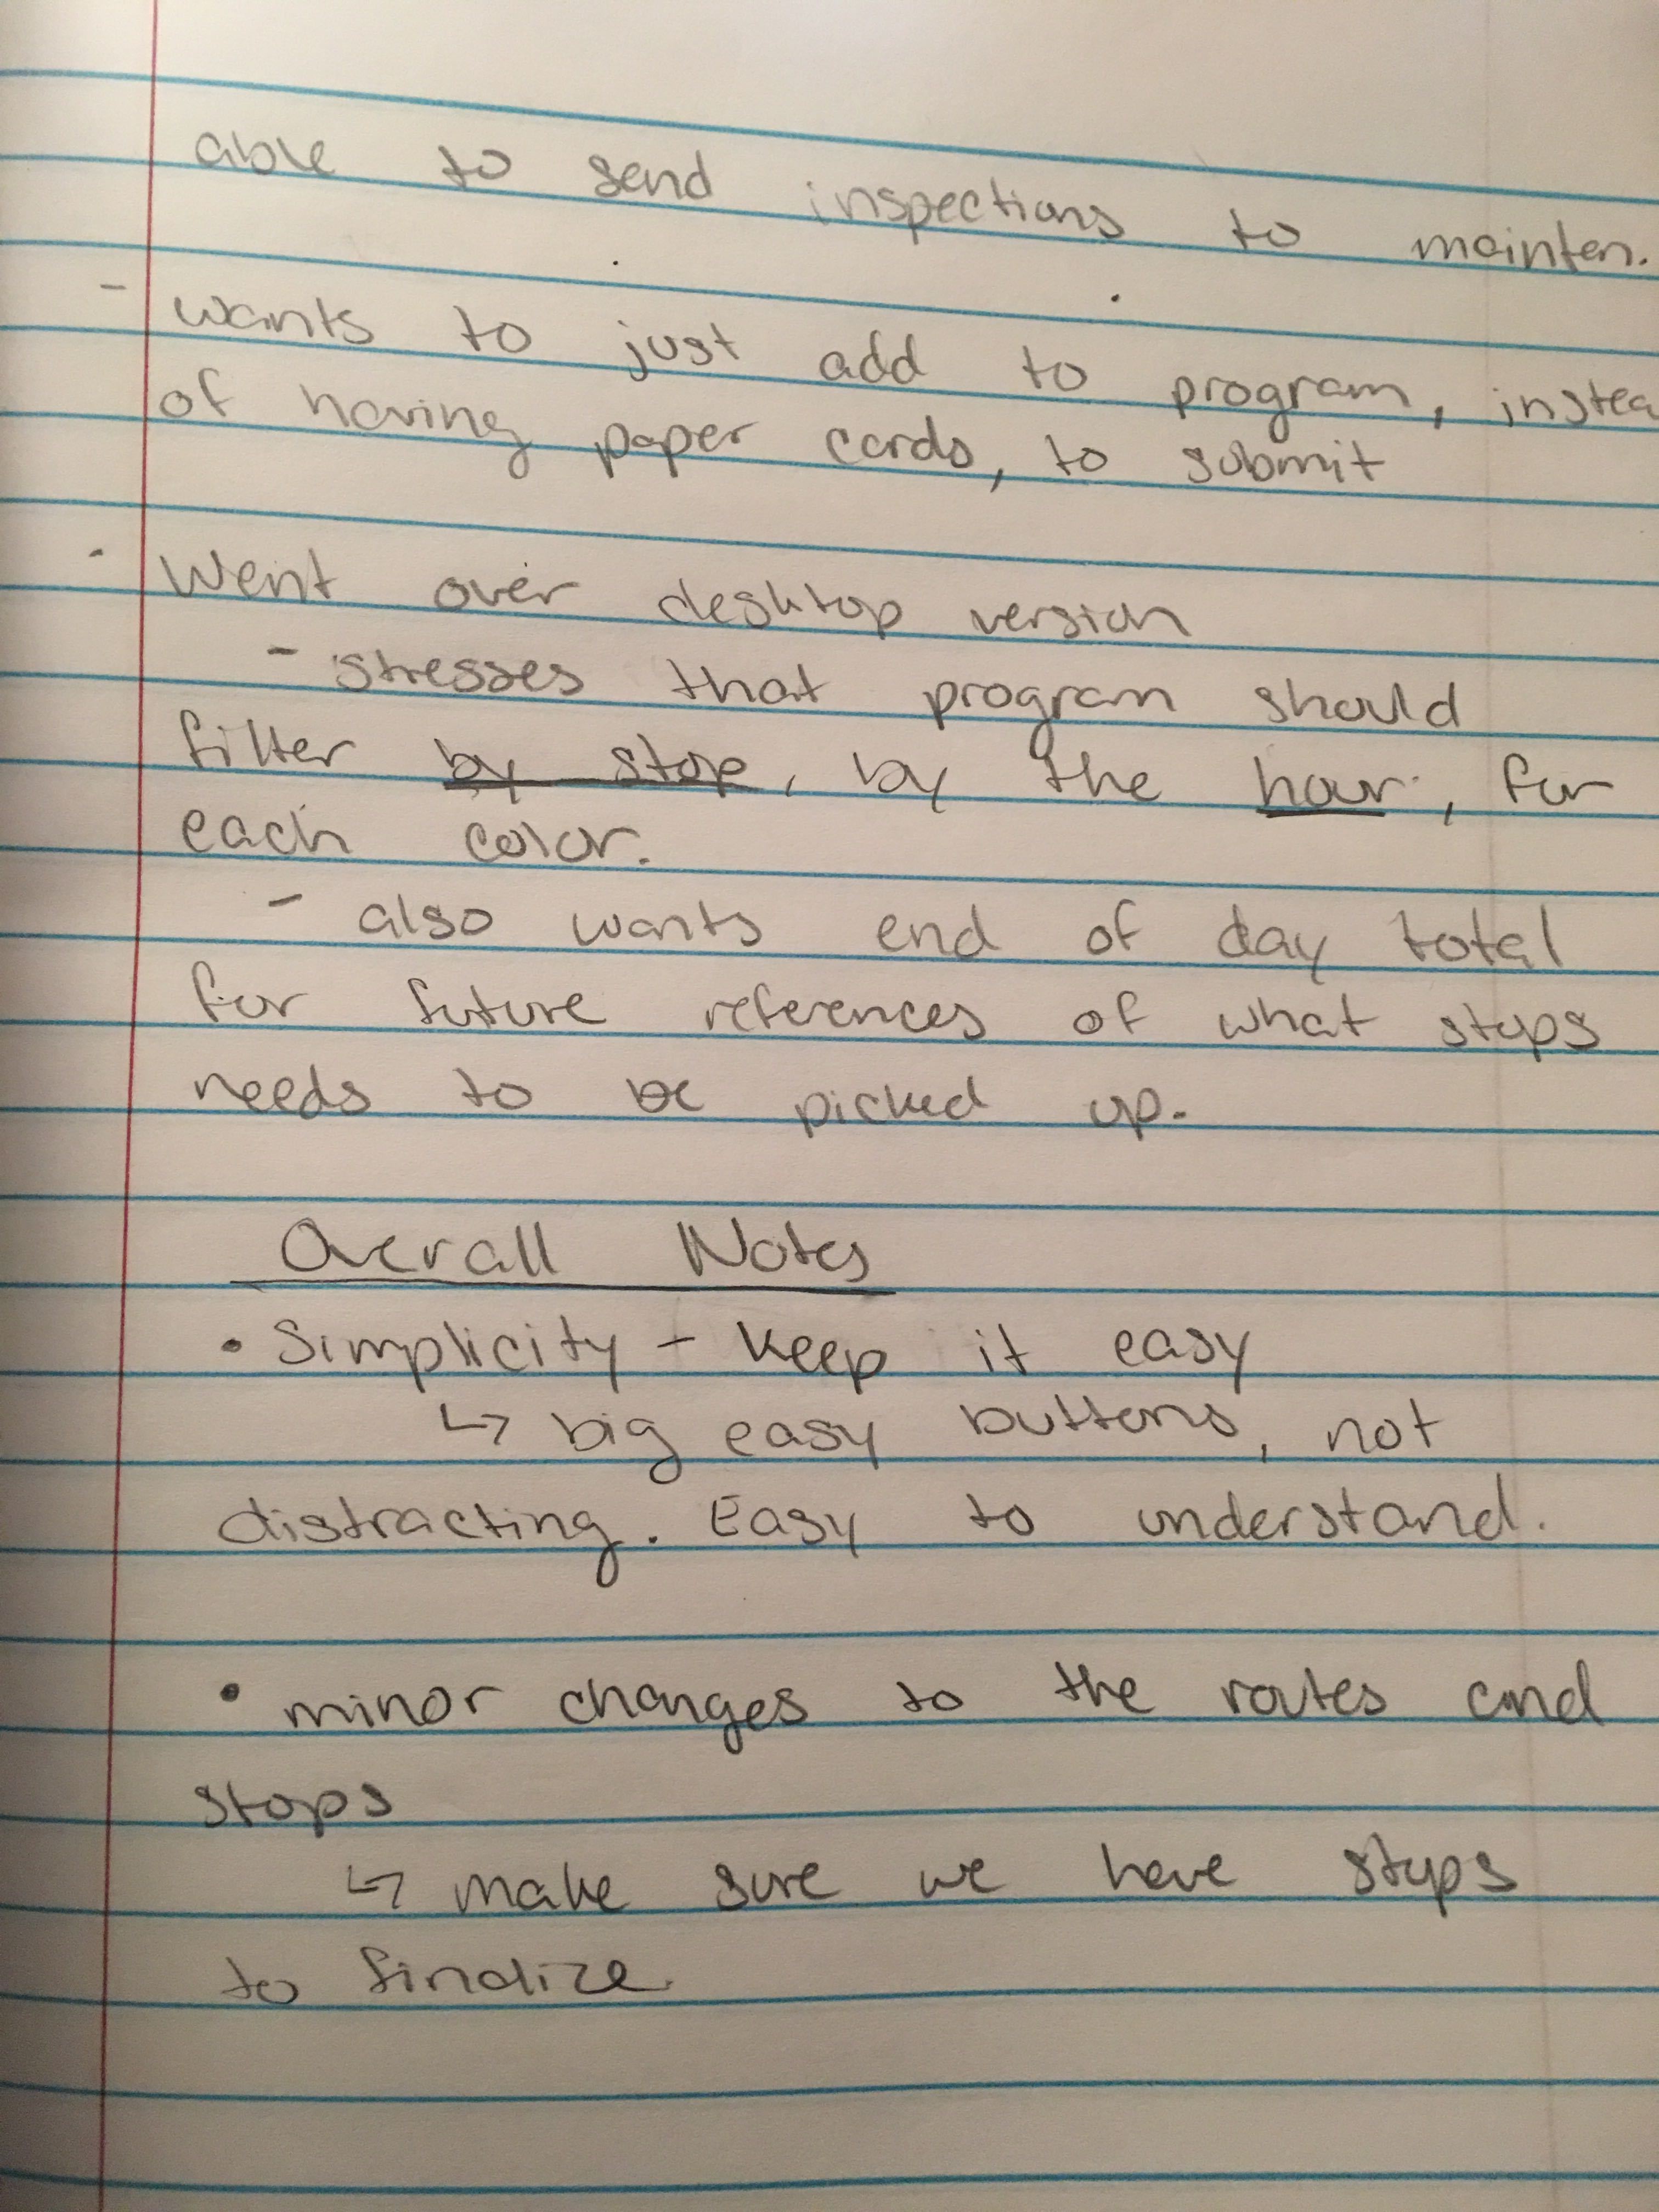 able to send inspections to mainten.
- wants to just add to program, instea
of having paper cards, to submit
- Went over desktop version
- stresses that program should
filter by stop, by the hour, for
each color.
- also wants end of day total
for future references of what stops
needs to be picked up.
Overall Notes
• Simplicity - keep it easy
↳ big easy buttons, not
distracting. Easy to understand.
• minor changes to the routes and
stops
↳ make sure we have stops
to finalize.